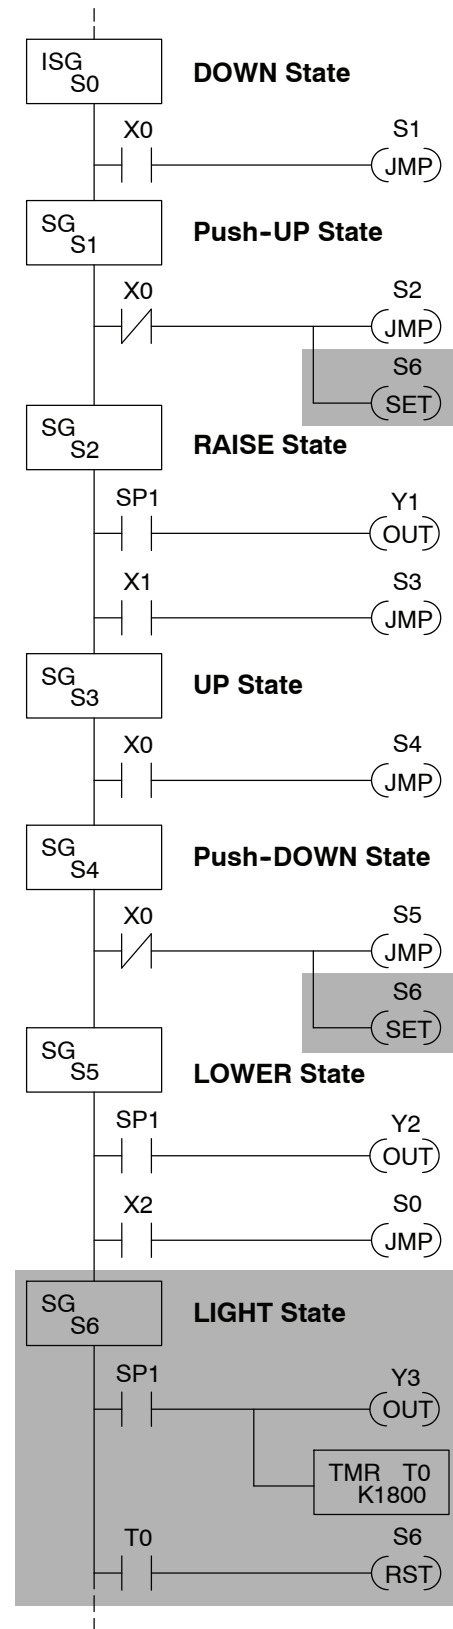 ISG
S0
DOWN State
X0
S1
JMP
SG
S1
Push-UP State
X0
S2
JMP
S6
SET
SG
S2
RAISE State
SP1
Y1
OUT
X1
S3
JMP
SG
S3
UP State
X0
S4
JMP
SG
S4
Push-DOWN State
X0
S5
JMP
S6
SET
SG
S5
LOWER State
SP1
Y2
OUT
X2
S0
JMP
SG
S6
LIGHT State
SP1
Y3
OUT
TMR T0
K1800
T0
S6
RST